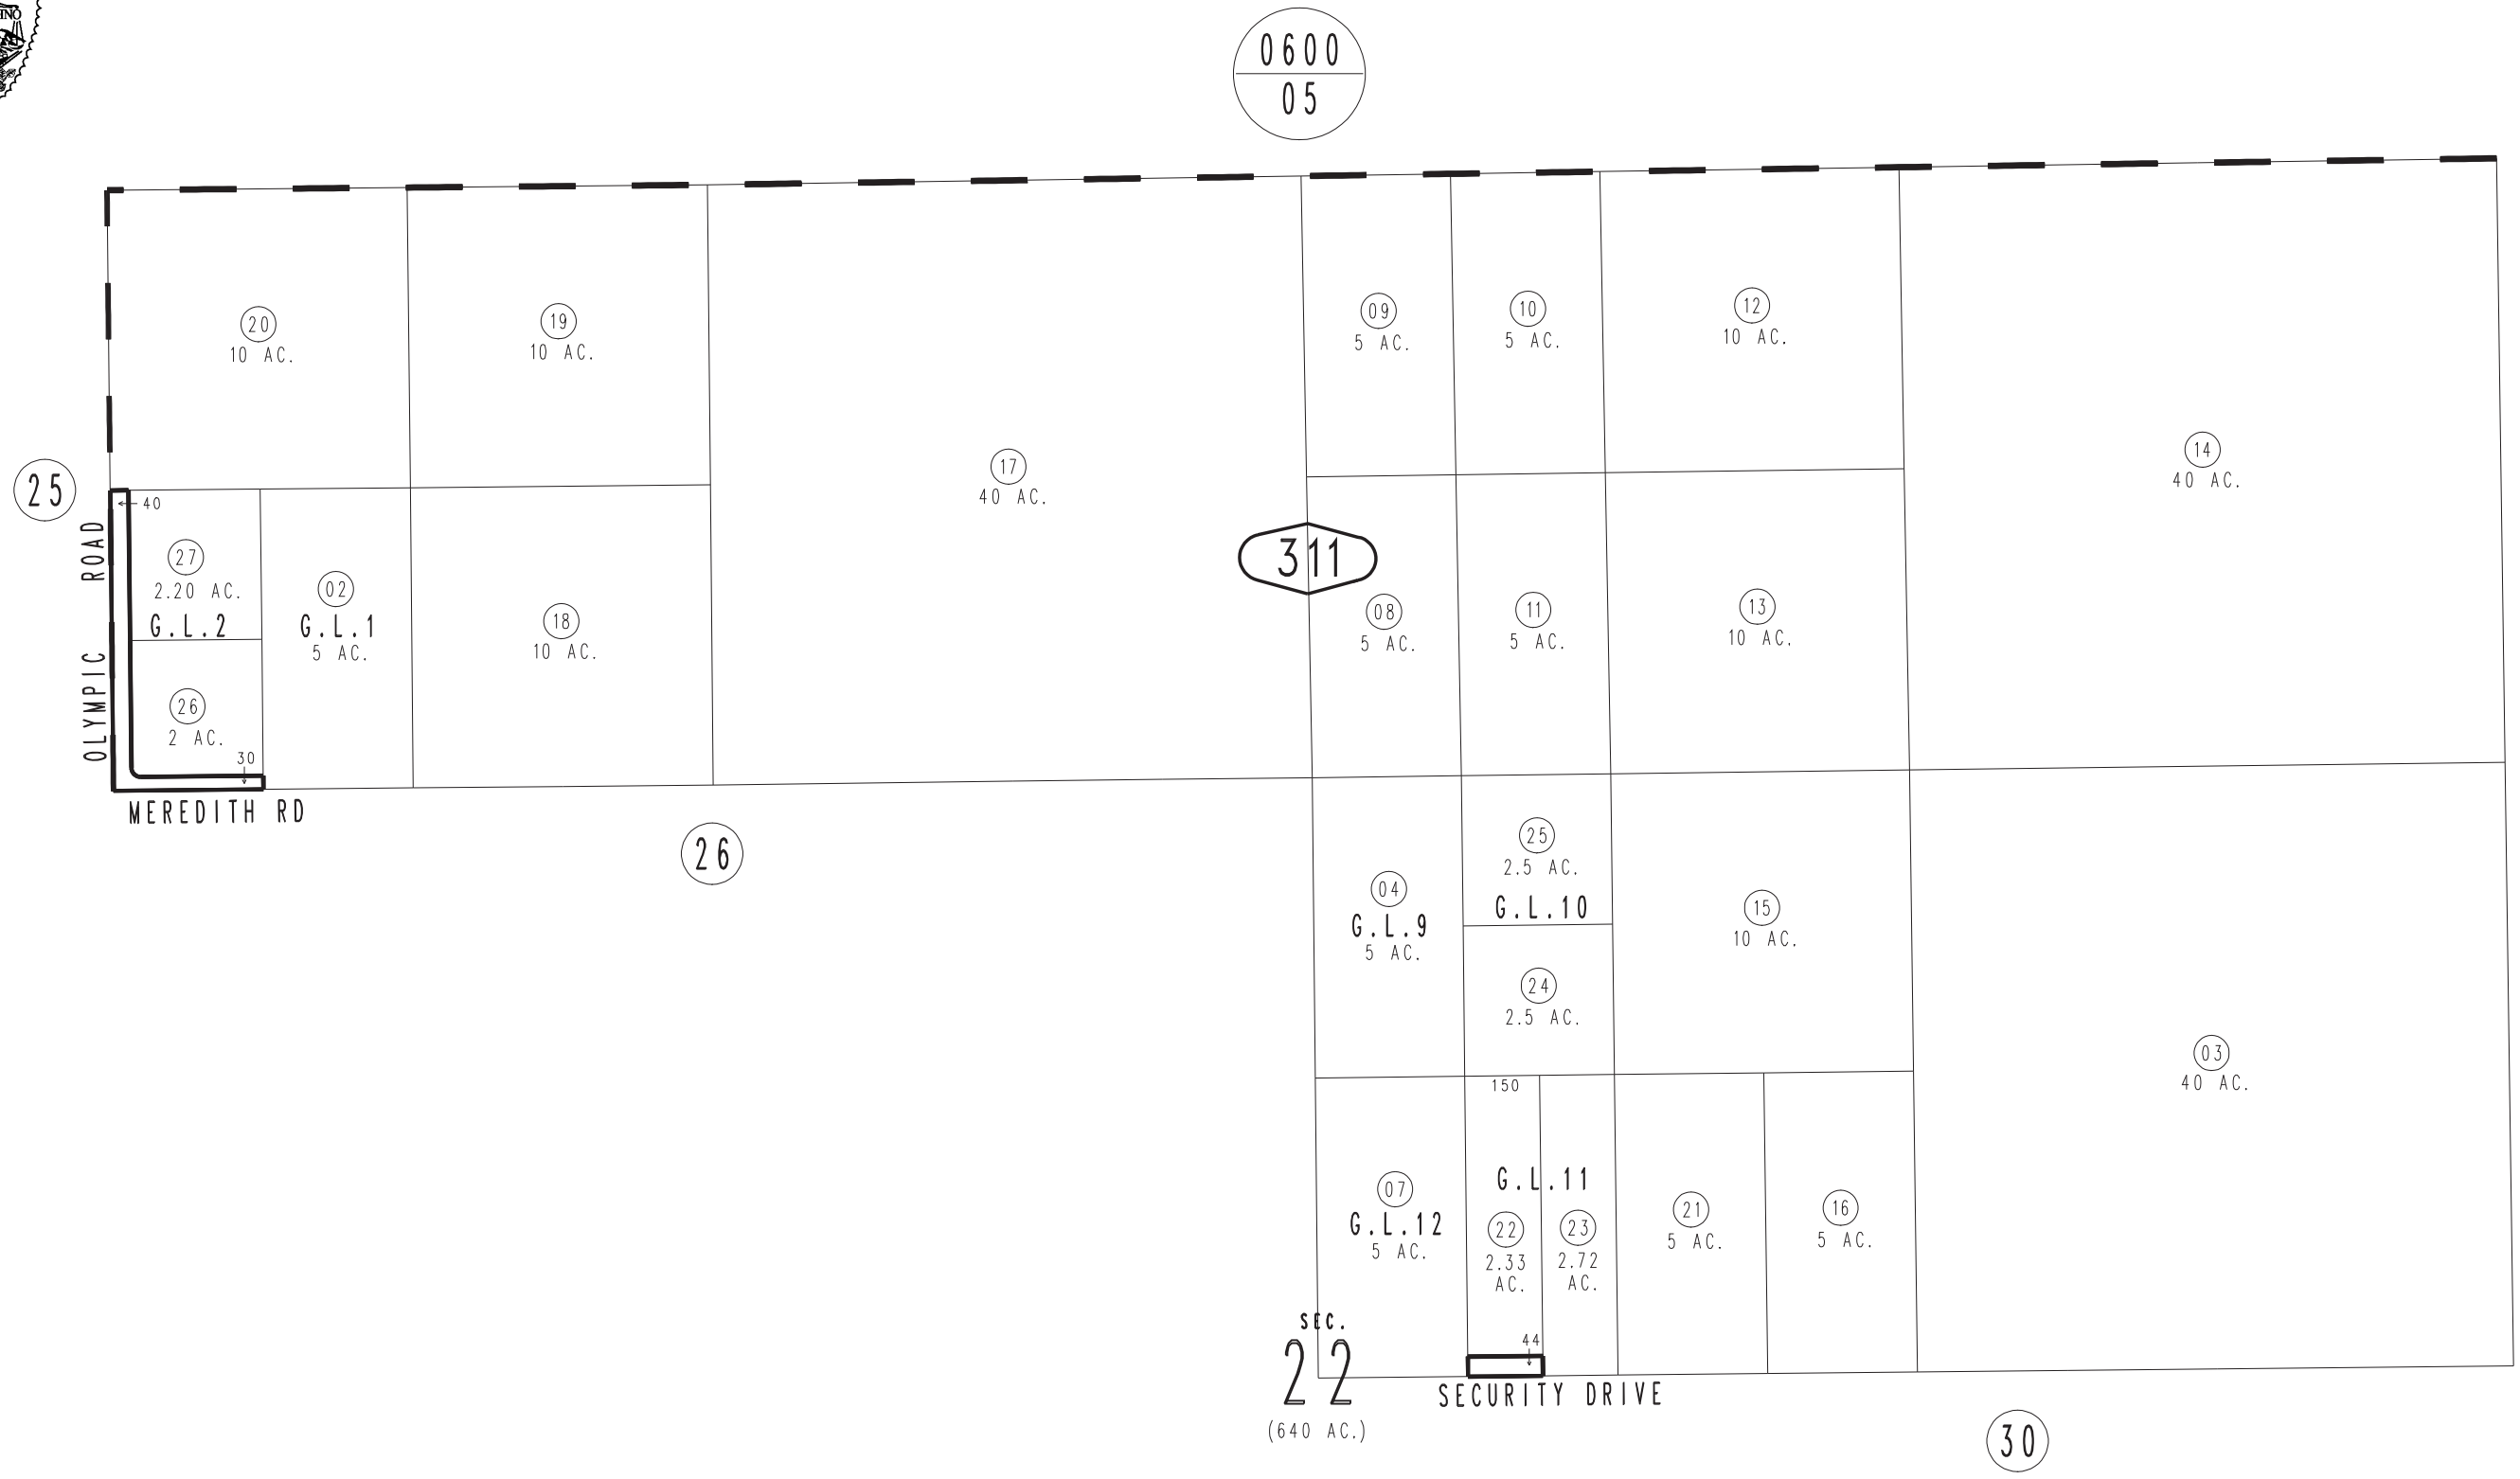 0600
05
20
10 AC.
19
10 AC.
17
40 AC.
09
5 AC.
10
5 AC.
12
10 AC.
14
40 AC.
25
OLYMPIC ROAD
40
27
2.20 AC.
G.L.2
26
2 AC.
30
02
G.L.1
5 AC.
18
10 AC.
MEREDITH RD
26
311
08
5 AC.
11
5 AC.
13
10 AC.
04
G.L.9
5 AC.
25
2.5 AC.
G.L.10
24
2.5 AC.
15
10 AC.
03
40 AC.
07
G.L.12
5 AC.
150
G.L.11
22
2.33
AC.
23
2.72
AC.
44
21
5 AC.
16
5 AC.
SEC.
22
(640 AC.)
SECURITY DRIVE
30